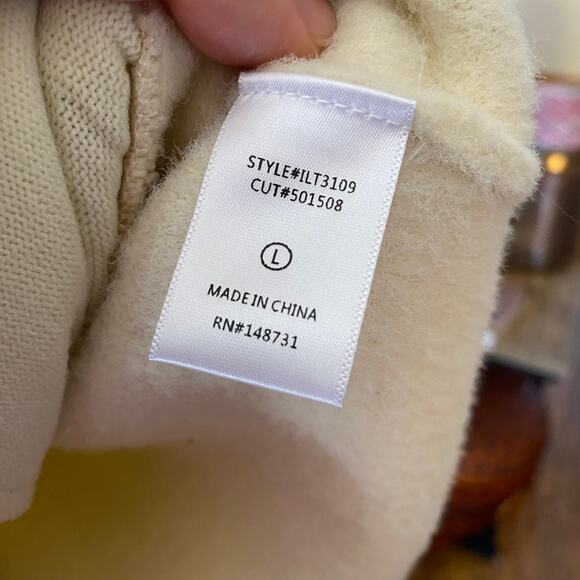 STYLE#ILT3109
CUT#501508
L
MADE IN CHINA
RN#148731